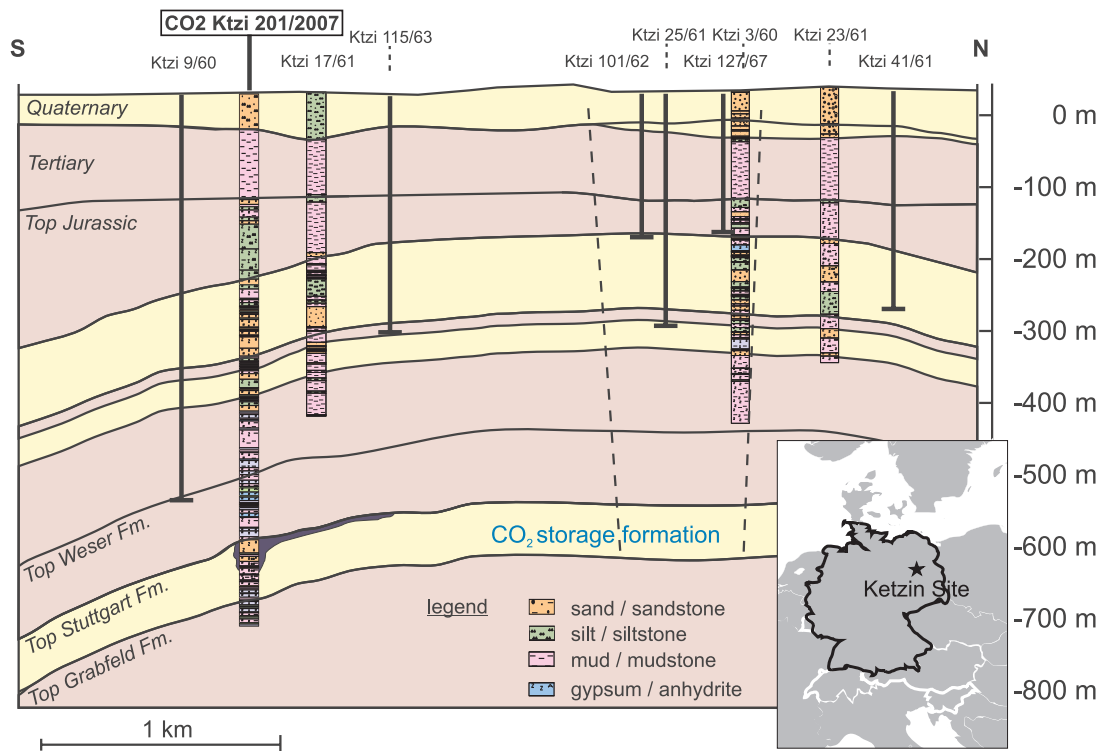 CO2 Ktzi 201/2007
S
N
Ktzi 115/63
Ktzi 25/61
Ktzi 3/60
Ktzi 23/61
Ktzi 9/60
Ktzi 17/61
Ktzi 101/62
Ktzi 127/67
Ktzi 41/61
Quaternary
Tertiary
Top Jurassic
Top Weser Fm.
Top Stuttgart Fm.
Top Grabfeld Fm.
CO₂ storage formation
0 m
-100 m
-200 m
-300 m
-400 m
-500 m
-600 m
-700 m
-800 m
legend
sand / sandstone
silt / siltstone
mud / mudstone
gypsum / anhydrite
Ketzin Site
1 km